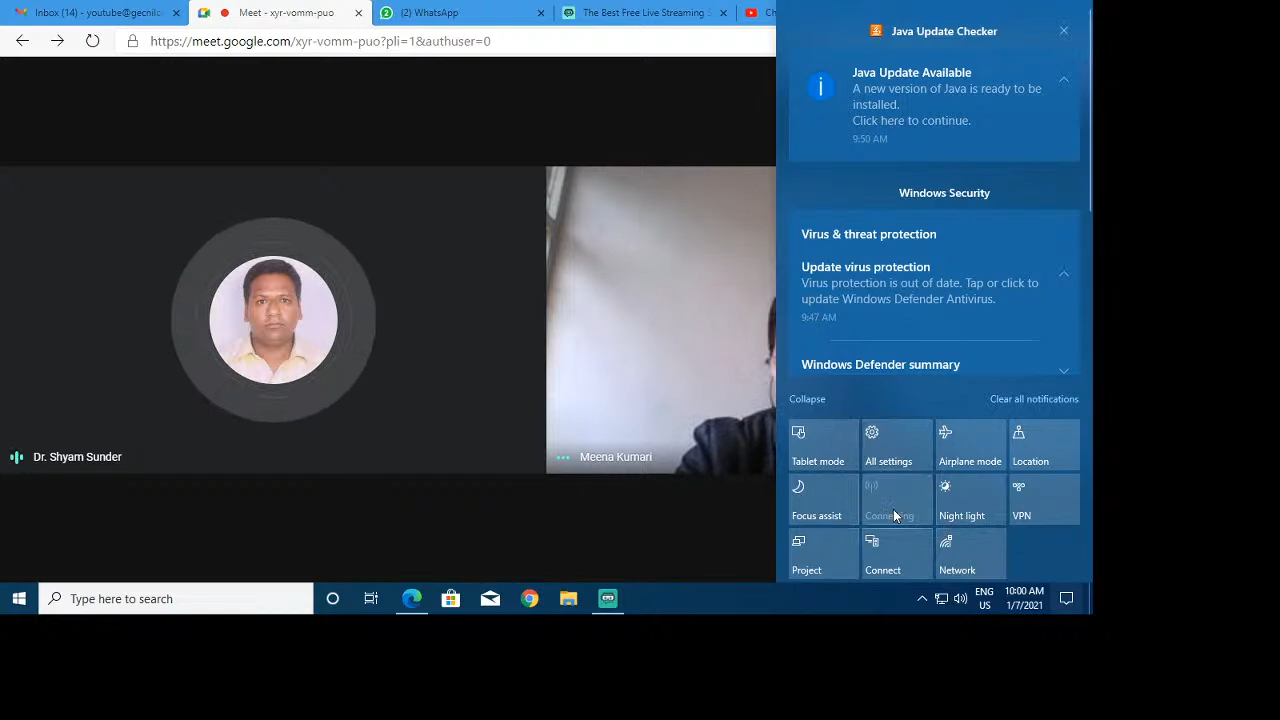 Inbox (14) - youtube@gecnilo
Meet - xyr-vomm-puo
(2) WhatsApp
The Best Free Live Streaming S
Ch
https://meet.google.com/xyr-vomm-puo?pli=1&authuser=0
Java Update Checker
Java Update Available
A new version of Java is ready to be
installed.
Click here to continue.
9:50 AM
Windows Security
Virus & threat protection
Update virus protection
Virus protection is out of date. Tap or click to
update Windows Defender Antivirus.
9:47 AM
Windows Defender summary
Collapse
Clear all notifications
Dr. Shyam Sunder
Meena Kumari
Tablet mode
All settings
Airplane mode
Location
Focus assist
Night light
VPN
Project
Connect
Network
Type here to search
ENG
US
10:00 AM
1/7/2021